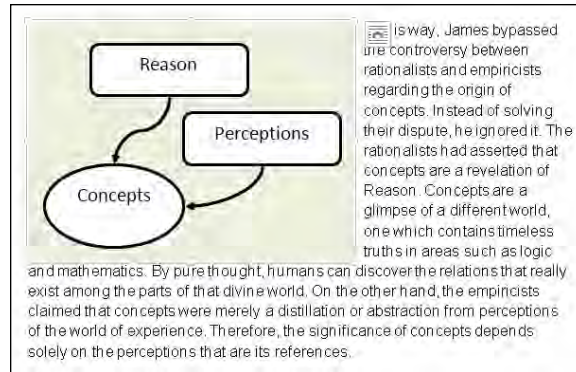 Reason
Perceptions
Concepts
is way, James bypassed
the controversy between
rationalists and empiricists
regarding the origin of
concepts. Instead of solving
their dispute, he ignored it. The
rationalists had asserted that
concepts are a revelation of
Reason. Concepts are a
glimpse of a different world,
one which contains timeless
truths in areas such as logic
and mathematics. By pure thought, humans can discover the relations that really
exist among the parts of that divine world. On the other hand, the empiricists
claimed that concepts were merely a distillation or abstraction from perceptions
of the world of experience. Therefore, the significance of concepts depends
solely on the perceptions that are its references.